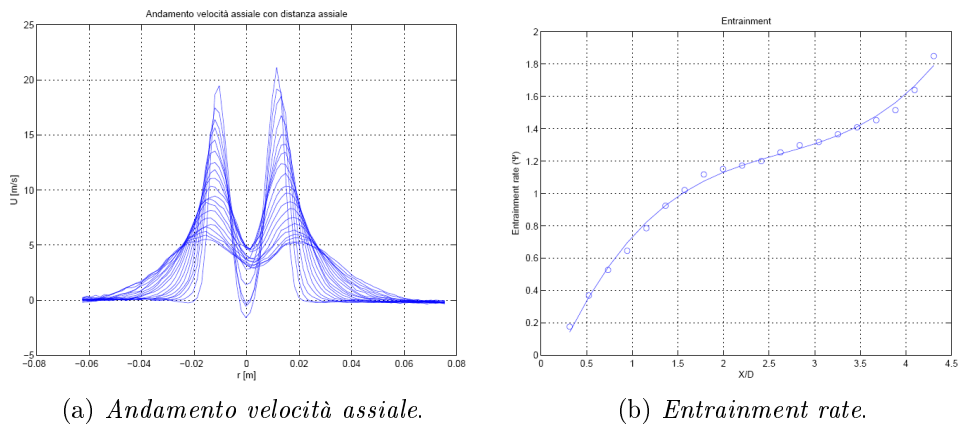 Andamento velocità assiale con distanza assiale
25
20
15
10
5
0
−5
U [m/s]
−0.08 −0.06 −0.04 −0.02 0 0.02 0.04 0.06 0.08
r [m]
(a) Andamento velocità assiale.
Entrainment
2
1.8
1.6
1.4
1.2
1
0.8
0.6
0.4
0.2
0
Entrainment rate (Ψ)
0 0.5 1 1.5 2 2.5 3 3.5 4 4.5
X/D
(b) Entrainment rate.